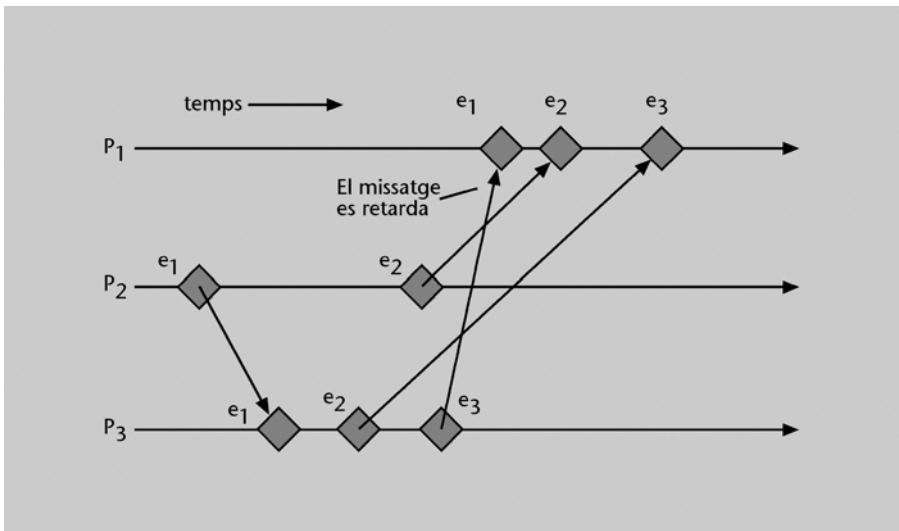 temps
e1 e2 e3
P1
El missatge
es retarda
e1 e2
P2
e1 e2 e3
P3